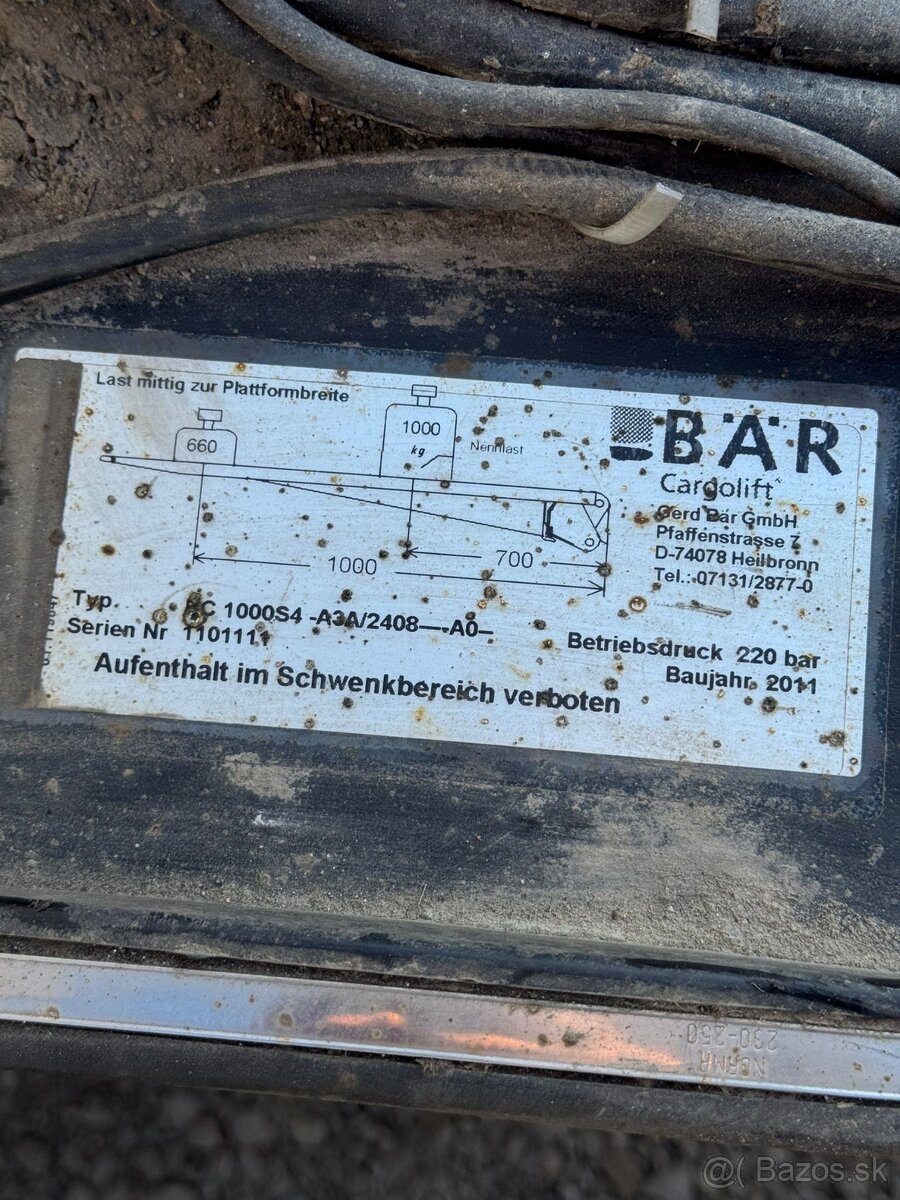 Last mittig zur Plattformbreite
660
1000
kg
Nennlast
1000
700
BÄR
Cargolift
Gerd Bär GmbH
Pfaffenstrasse 7
D-74078 Heilbronn
Tel.: 07131/2877-0
Typ. BC 1000S4 -A3A/2408—-A0–
Serien Nr 1101111
Betriebsdruck 220 bar
Baujahr 2011
Aufenthalt im Schwenkbereich verboten
NORMA
230-250
@( Bazos.sk